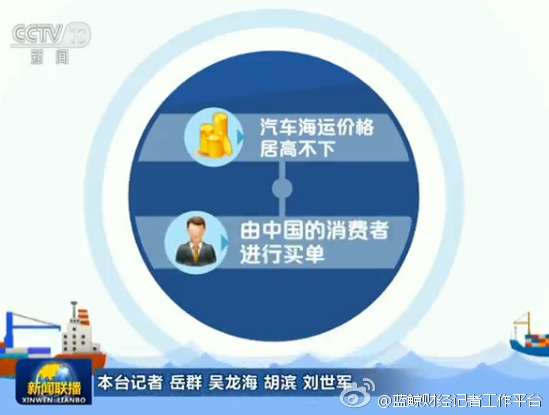 CCTV 13
新闻
汽车海运价格
居高不下
由中国的消费者
进行买单
新闻联播
XINWEN-LIANBO
本台记者 岳群 吴龙海 胡滨 刘世军
@蓝鲸财经记者工作平台